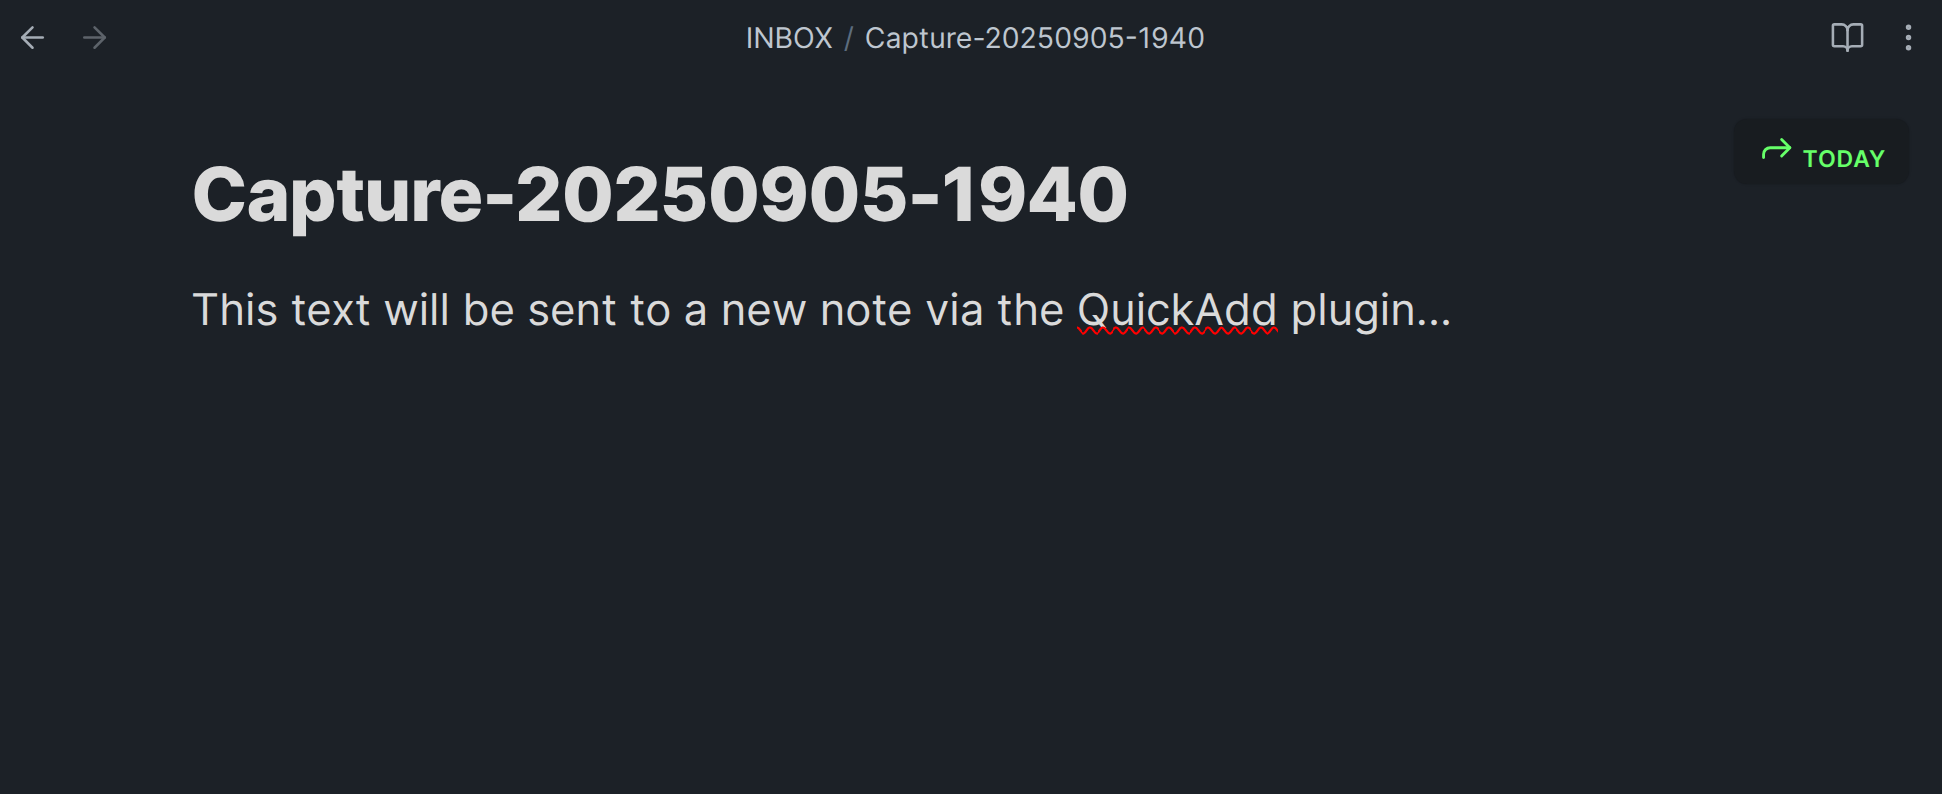 INBOX / Capture-20250905-1940
TODAY
Capture-20250905-1940
This text will be sent to a new note via the QuickAdd plugin...